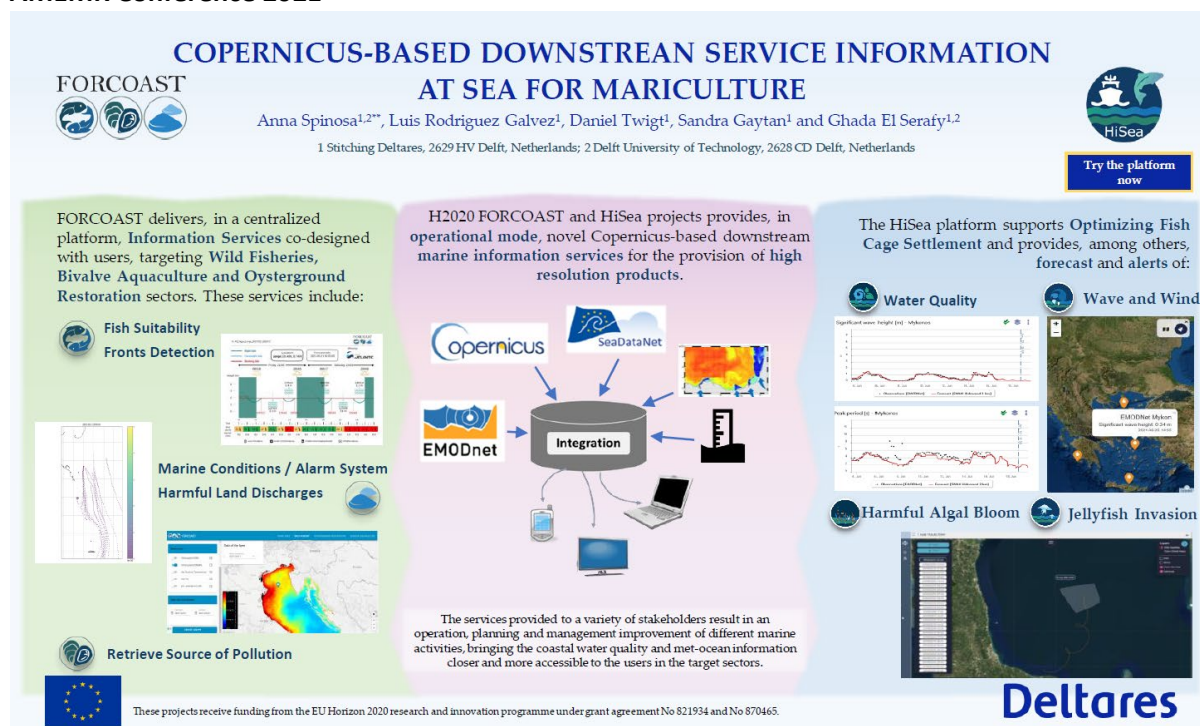 COPERNICUS-BASED DOWNSTREAN SERVICE INFORMATION
AT SEA FOR MARICULTURE
FORCOAST
HiSea
Anna Spinosa1,2**, Luis Rodriguez Galvez1, Daniel Twigt1, Sandra Gaytan1 and Ghada El Serafy1,2
1 Stitching Deltares, 2629 HV Delft, Netherlands; 2 Delft University of Technology, 2628 CD Delft, Netherlands
Try the platform
now
FORCOAST delivers, in a centralized
platform, Information Services co-designed
with users, targeting Wild Fisheries,
Bivalve Aquaculture and Oysterground
Restoration sectors. These services include:
Fish Suitability
Fronts Detection
Marine Conditions / Alarm System
Harmful Land Discharges
FORCOAST
Retrieve Source of Pollution
H2020 FORCOAST and HiSea projects provides, in
operational mode, novel Copernicus-based downstream
marine information services for the provision of high
resolution products.
opernicus
SeaDataNet
EMODnet
Integration
The services provided to a variety of stakeholders result in an
operation, planning and management improvement of different marine
activities, bringing the coastal water quality and met-ocean information
closer and more accessible to the users in the target sectors.
The HiSea platform supports Optimizing Fish
Cage Settlement and provides, among others,
forecast and alerts of:
Water Quality
Wave and Wind
Significant wave height [m] - Mykonos
Peak period [s] - Mykonos
EMODNet Mykon
Significant wave height: 0.34 m
Harmful Algal Bloom
Jellyfish Invasion
These projects receive funding from the EU Horizon 2020 research and innovation programme under grant agreement No 821934 and No 870465.
Deltares